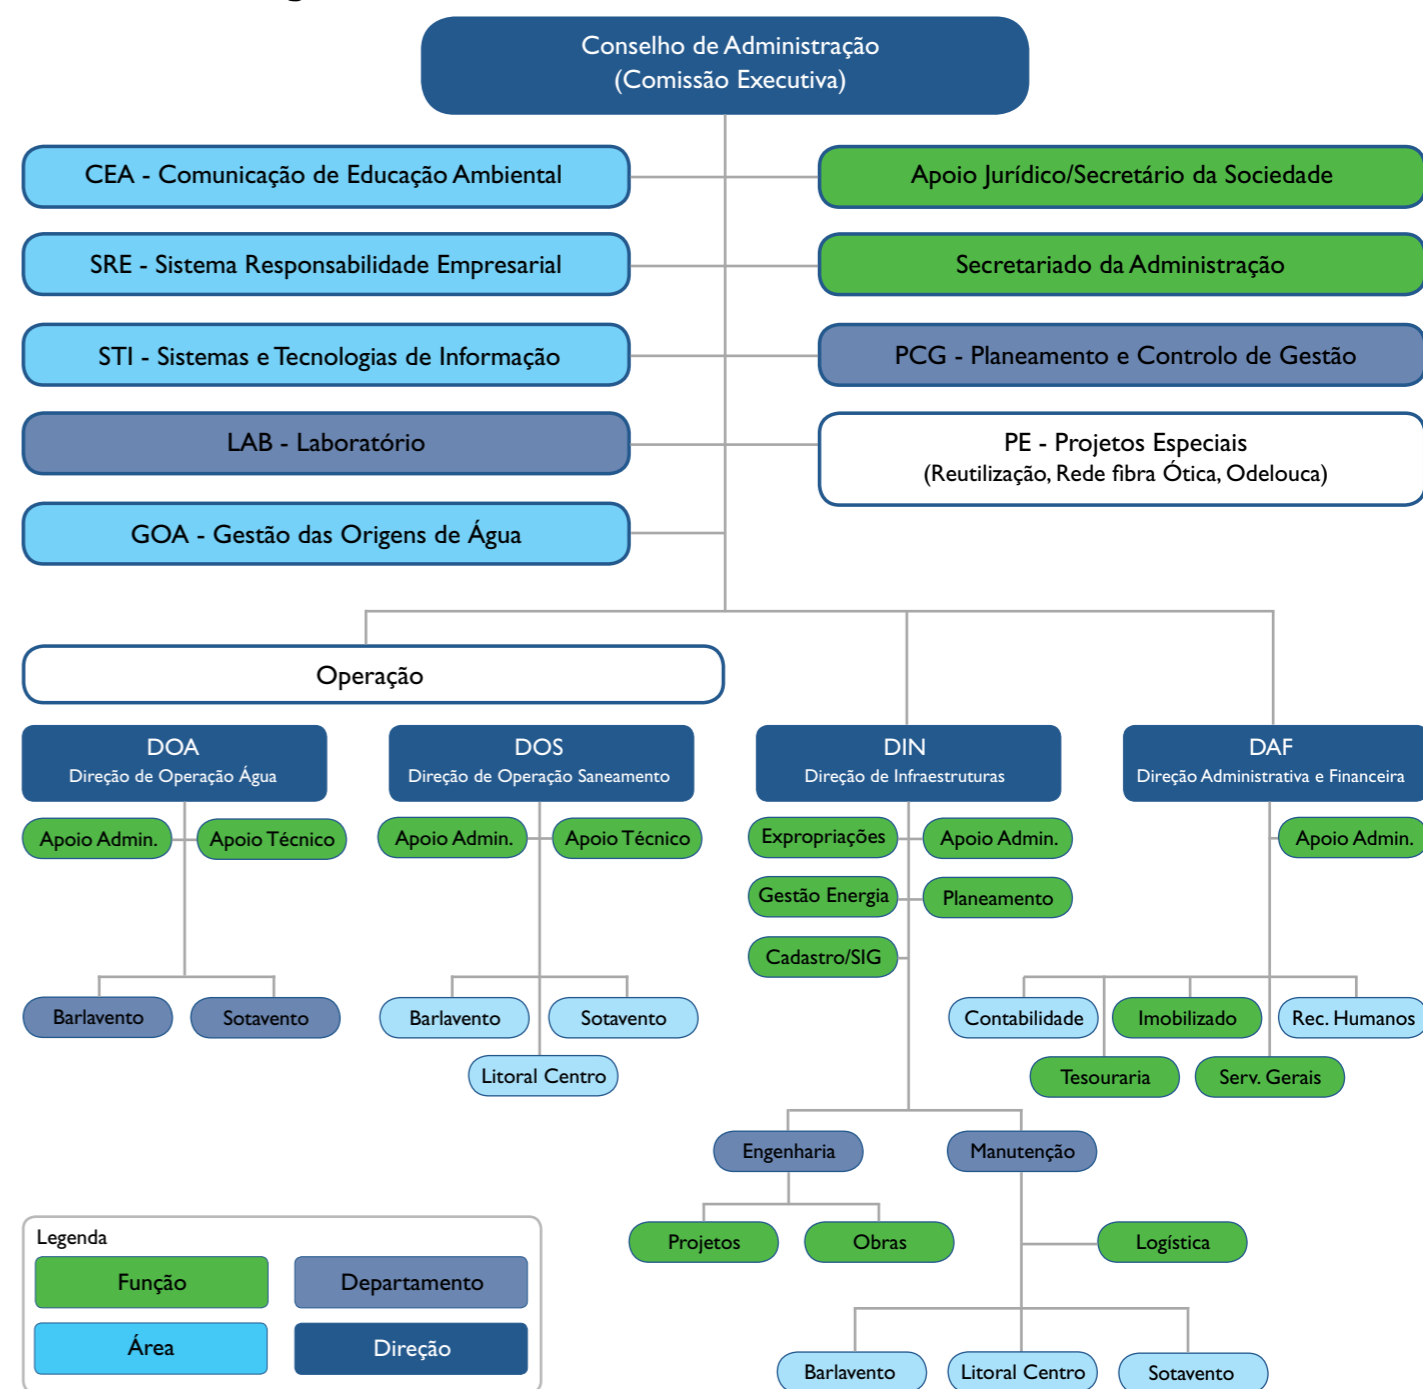 Conselho de Administração
(Comissão Executiva)
CEA - Comunicação de Educação Ambiental
Apoio Jurídico/Secretário da Sociedade
SRE - Sistema Responsabilidade Empresarial
Secretariado da Administração
STI - Sistemas e Tecnologias de Informação
PCG - Planeamento e Controlo de Gestão
LAB - Laboratório
PE - Projetos Especiais
(Reutilização, Rede fibra Ótica, Odelouca)
GOA - Gestão das Origens de Água
Operação
DOA
Direção de Operação Água
DOS
Direção de Operação Saneamento
DIN
Direção de Infraestruturas
DAF
Direção Administrativa e Financeira
Apoio Admin.
Apoio Técnico
Apoio Admin.
Apoio Técnico
Expropriações
Apoio Admin.
Apoio Admin.
Gestão Energia
Planeamento
Cadastro/SIG
Barlavento
Sotavento
Barlavento
Sotavento
Contabilidade
Imobilizado
Rec. Humanos
Litoral Centro
Tesouraria
Serv. Gerais
Engenharia
Manutenção
Projetos
Obras
Logística
Legenda
Função
Departamento
Área
Direção
Barlavento
Litoral Centro
Sotavento